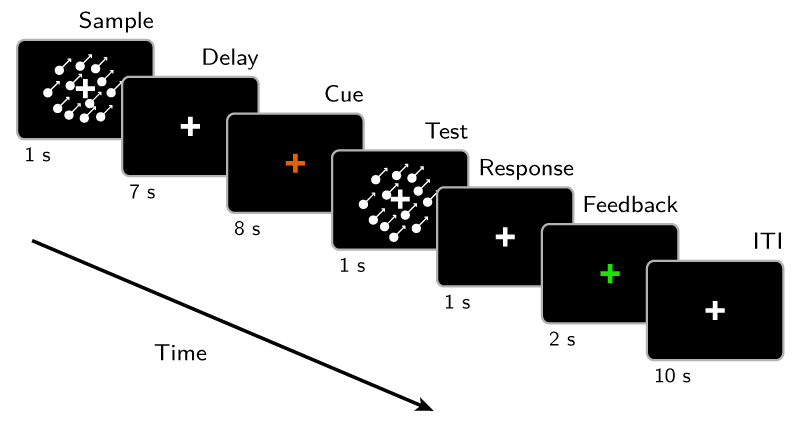 Sample
1 s
Delay
7 s
Cue
8 s
Test
1 s
Response
1 s
Feedback
2 s
ITI
10 s
Time